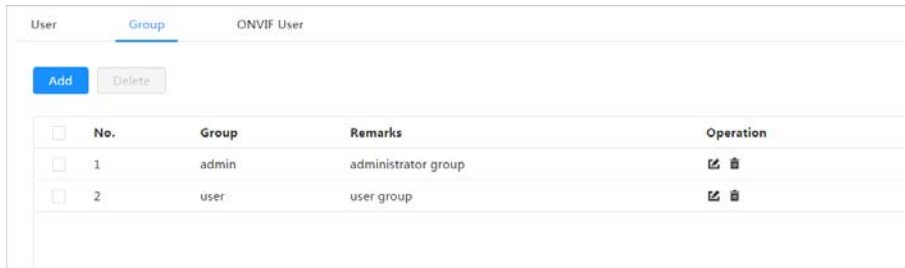 User Group ONVIF User
Add Delete
No. Group Remarks Operation
1 admin administrator group
2 user user group